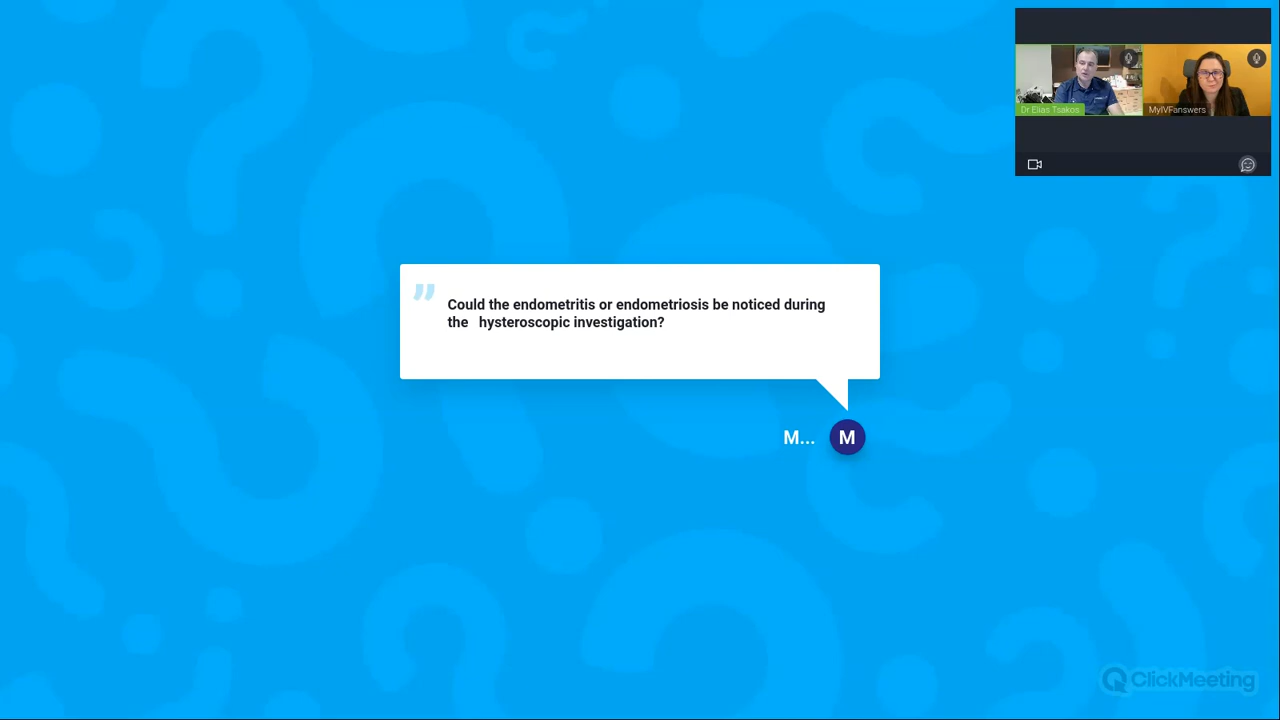 Dr Elias Tsakos
MyIVFanswers
Could the endometritis or endometriosis be noticed during
the hysteroscopic investigation?
M...
M
ClickMeeting